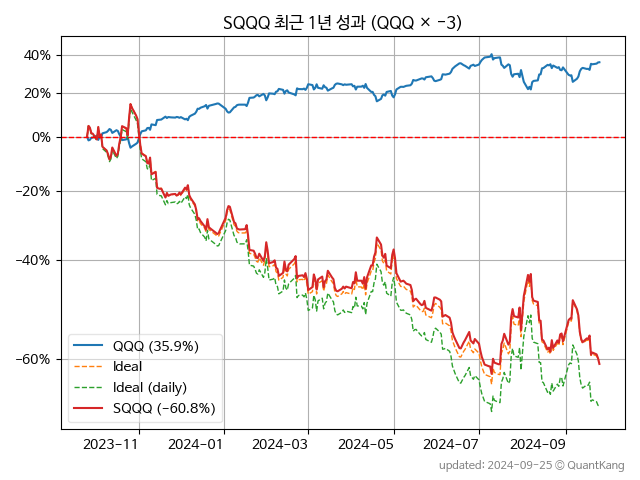 SQQQ 최근 1년 성과 (QQQ × −3)
40%
20%
0%
−20%
−40%
−60%
QQQ (35.9%)
Ideal
Ideal (daily)
SQQQ (−60.8%)
2023-11
2024-01
2024-03
2024-05
2024-07
2024-09
updated: 2024-09-25 © QuantKang